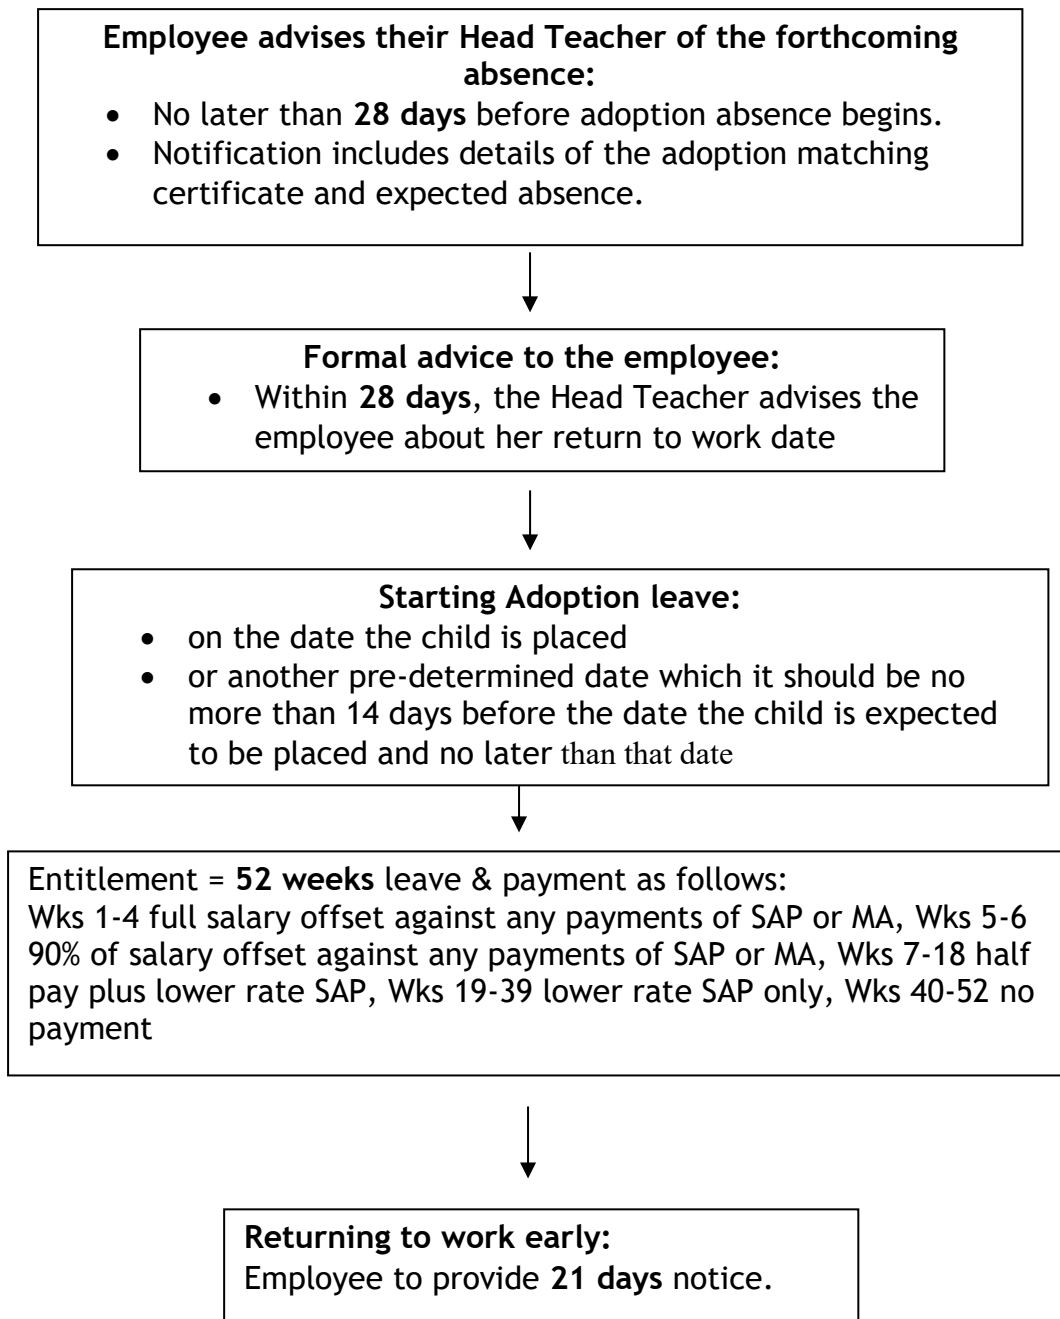 Employee advises their Head Teacher of the forthcoming
absence:
• No later than 28 days before adoption absence begins.
• Notification includes details of the adoption matching
certificate and expected absence.
Formal advice to the employee:
• Within 28 days, the Head Teacher advises the
employee about her return to work date
Starting Adoption leave:
• on the date the child is placed
• or another pre-determined date which it should be no
more than 14 days before the date the child is expected
to be placed and no later than that date
Entitlement = 52 weeks leave & payment as follows:
Wks 1-4 full salary offset against any payments of SAP or MA, Wks 5-6
90% of salary offset against any payments of SAP or MA, Wks 7-18 half
pay plus lower rate SAP, Wks 19-39 lower rate SAP only, Wks 40-52 no
payment
Returning to work early:
Employee to provide 21 days notice.